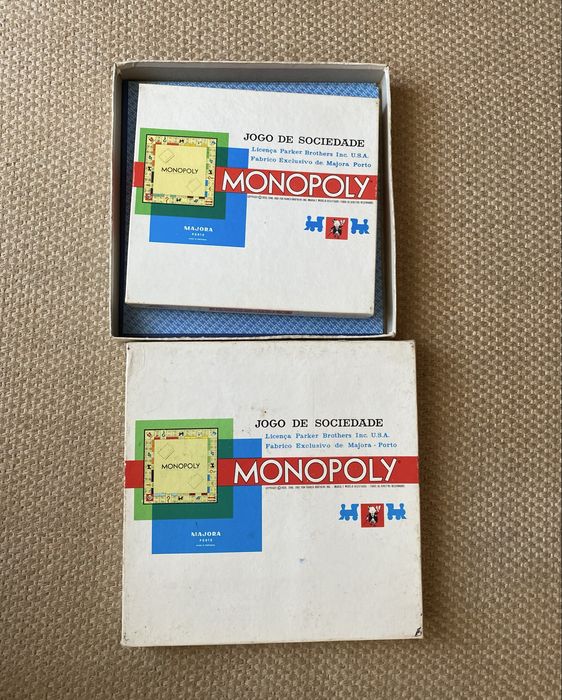 JOGO DE SOCIEDADE
Licença Parker Brothers Inc. U.S.A.
Fabrico Exclusivo de Majora Porto
MONOPOLY
MONOPOLY
MAJORA
PORTO
JOGO DE SOCIEDADE
Licença Parker Brothers Inc. U.S.A.
Fabrico Exclusivo de Majora - Porto
MONOPOLY
MONOPOLY
MAJORA
PORTO